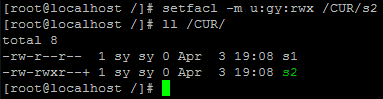 [root@localhost /]# setfacl -m u:gy:rwx /CUR/s2
[root@localhost /]# ll /CUR/
total 8
-rw-r--r--  1 sy sy 0 Apr  3 19:08 s1
-rw-rwxr--+ 1 sy sy 0 Apr  3 19:08 s2
[root@localhost /]#